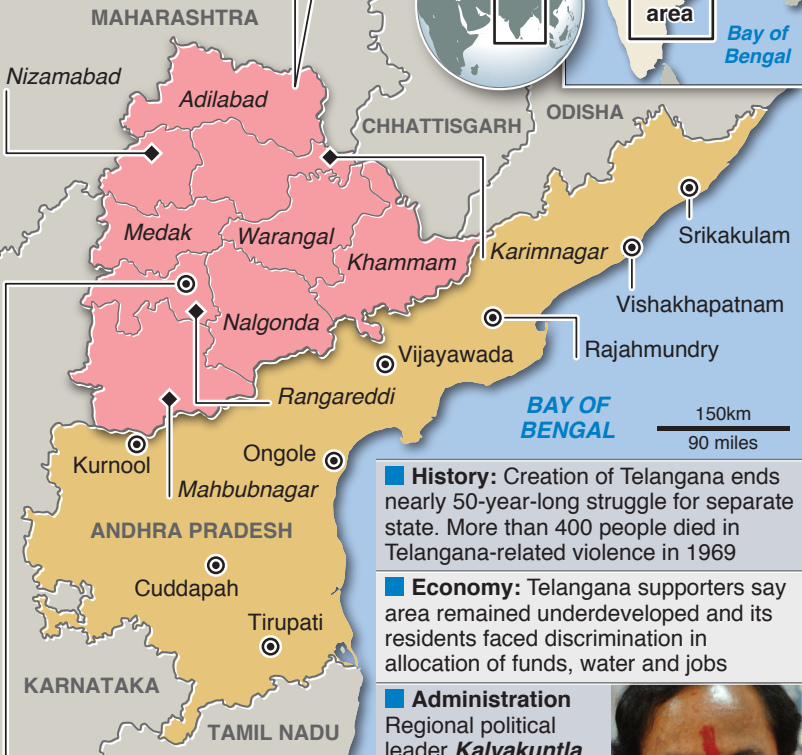 MAHARASHTRA
area
Bay of
Bengal
Nizamabad
Adilabad
CHHATTISGARH
ODISHA
Medak
Warangal
Khammam
Karimnagar
Srikakulam
Vishakhapatnam
Nalgonda
Rajahmundry
Vijayawada
Rangareddi
BAY OF
BENGAL
150km
90 miles
Kurnool
Ongole
Mahbubnagar
ANDHRA PRADESH
Cuddapah
Tirupati
KARNATAKA
TAMIL NADU
History: Creation of Telangana ends
nearly 50-year-long struggle for separate
state. More than 400 people died in
Telangana-related violence in 1969
Economy: Telangana supporters say
area remained underdeveloped and its
residents faced discrimination in
allocation of funds, water and jobs
Administration
Regional political
leader Kalvakuntla